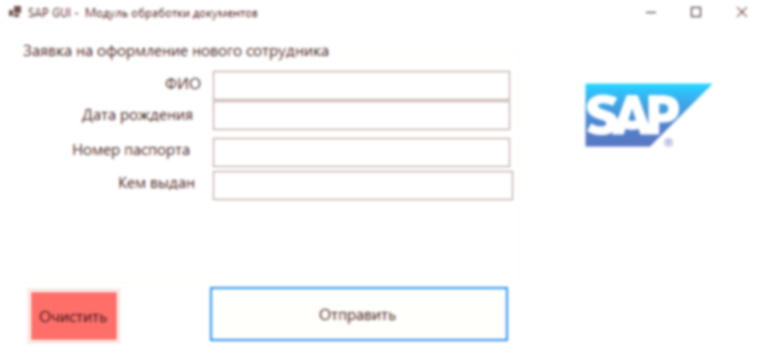 SAP GUI - Модуль обработки документов
Заявка на оформление нового сотрудника
ФИО
Дата рождения
SAP ®
Номер паспорта
Кем выдан
Очистить
Отправить